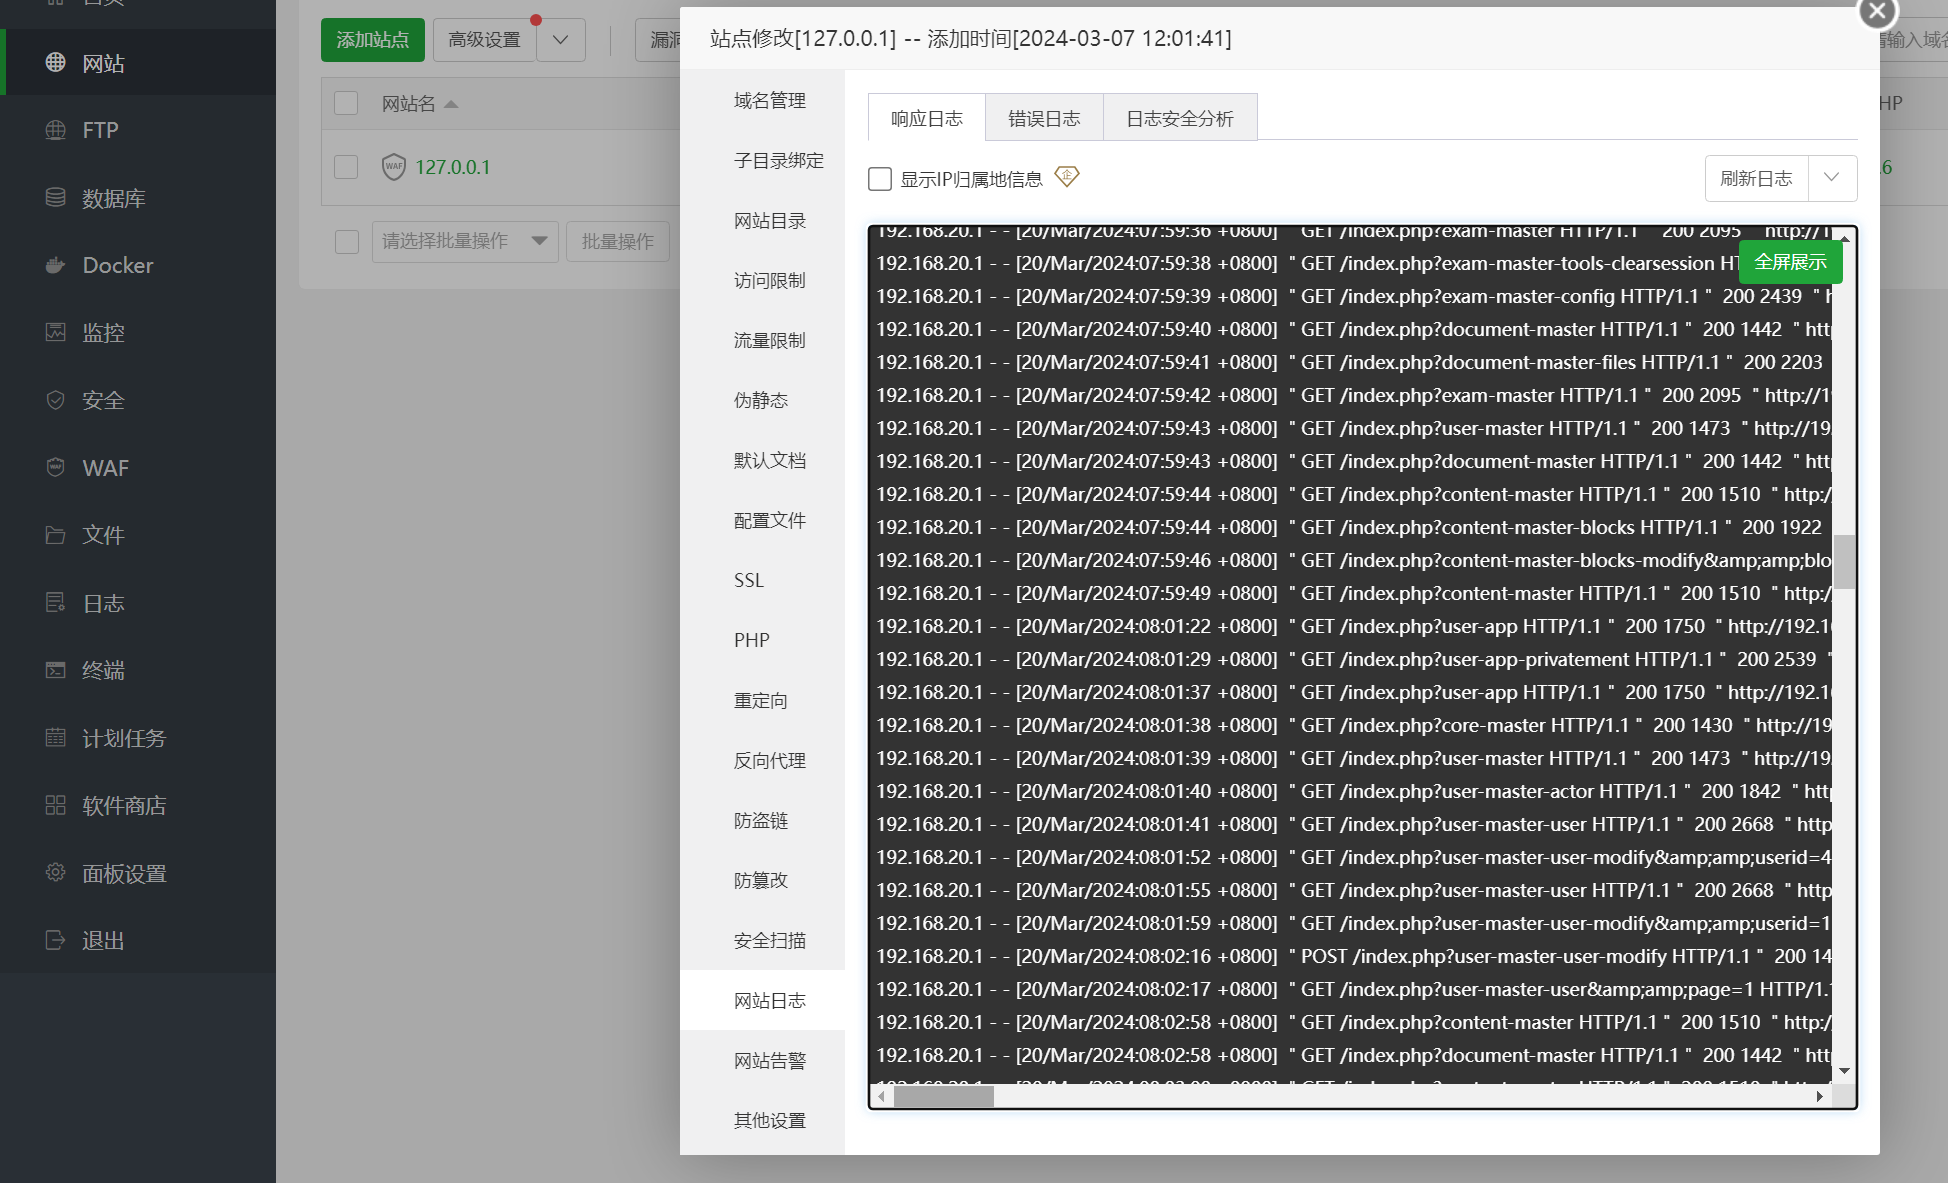 首页
网站
FTP
数据库
Docker
监控
安全
WAF
文件
日志
终端
计划任务
软件商店
面板设置
退出
添加站点
高级设置
网站名
WAF
127.0.0.1
请选择批量操作
批量操作
站点修改[127.0.0.1] -- 添加时间[2024-03-07 12:01:41]
域名管理
子目录绑定
网站目录
访问限制
流量限制
伪静态
默认文档
配置文件
SSL
PHP
重定向
反向代理
防盗链
防篡改
安全扫描
网站日志
网站告警
其他设置
响应日志
错误日志
日志安全分析
显示IP归属地信息
企
刷新日志
全屏展示
192.168.20.1 - - [20/Mar/2024:07:59:36 +0800] " GET /index.php?exam-master HTTP/1.1 " 200 2095 " http://1
192.168.20.1 - - [20/Mar/2024:07:59:38 +0800] " GET /index.php?exam-master-tools-clearsession
192.168.20.1 - - [20/Mar/2024:07:59:39 +0800] " GET /index.php?exam-master-config HTTP/1.1 " 200 2439 " h
192.168.20.1 - - [20/Mar/2024:07:59:40 +0800] " GET /index.php?document-master HTTP/1.1 " 200 1442 " http
192.168.20.1 - - [20/Mar/2024:07:59:41 +0800] " GET /index.php?document-master-files HTTP/1.1 " 200 2203
192.168.20.1 - - [20/Mar/2024:07:59:42 +0800] " GET /index.php?exam-master HTTP/1.1 " 200 2095 " http://1
192.168.20.1 - - [20/Mar/2024:07:59:43 +0800] " GET /index.php?user-master HTTP/1.1 " 200 1473 " http://19
192.168.20.1 - - [20/Mar/2024:07:59:43 +0800] " GET /index.php?document-master HTTP/1.1 " 200 1442 " http
192.168.20.1 - - [20/Mar/2024:07:59:44 +0800] " GET /index.php?content-master HTTP/1.1 " 200 1510 " http:/
192.168.20.1 - - [20/Mar/2024:07:59:44 +0800] " GET /index.php?content-master-blocks HTTP/1.1 " 200 1922
192.168.20.1 - - [20/Mar/2024:07:59:46 +0800] " GET /index.php?content-master-blocks-modify&amp;amp;blo
192.168.20.1 - - [20/Mar/2024:07:59:49 +0800] " GET /index.php?content-master HTTP/1.1 " 200 1510 " http:/
192.168.20.1 - - [20/Mar/2024:08:01:22 +0800] " GET /index.php?user-app HTTP/1.1 " 200 1750 " http://192.1
192.168.20.1 - - [20/Mar/2024:08:01:29 +0800] " GET /index.php?user-app-privatement HTTP/1.1 " 200 2539 "
192.168.20.1 - - [20/Mar/2024:08:01:37 +0800] " GET /index.php?user-app HTTP/1.1 " 200 1750 " http://192.1
192.168.20.1 - - [20/Mar/2024:08:01:38 +0800] " GET /index.php?core-master HTTP/1.1 " 200 1430 " http://19
192.168.20.1 - - [20/Mar/2024:08:01:39 +0800] " GET /index.php?user-master HTTP/1.1 " 200 1473 " http://19
192.168.20.1 - - [20/Mar/2024:08:01:40 +0800] " GET /index.php?user-master-actor HTTP/1.1 " 200 1842 " http
192.168.20.1 - - [20/Mar/2024:08:01:41 +0800] " GET /index.php?user-master-user HTTP/1.1 " 200 2668 " http
192.168.20.1 - - [20/Mar/2024:08:01:52 +0800] " GET /index.php?user-master-user-modify&amp;amp;userid=4
192.168.20.1 - - [20/Mar/2024:08:01:55 +0800] " GET /index.php?user-master-user HTTP/1.1 " 200 2668 " http
192.168.20.1 - - [20/Mar/2024:08:01:59 +0800] " GET /index.php?user-master-user-modify&amp;amp;userid=1
192.168.20.1 - - [20/Mar/2024:08:02:16 +0800] " POST /index.php?user-master-user-modify HTTP/1.1 " 200 14
192.168.20.1 - - [20/Mar/2024:08:02:17 +0800] " GET /index.php?user-master-user&amp;amp;page=1 HTTP/1.1
192.168.20.1 - - [20/Mar/2024:08:02:58 +0800] " GET /index.php?content-master HTTP/1.1 " 200 1510 " http:/
192.168.20.1 - - [20/Mar/2024:08:02:58 +0800] " GET /index.php?document-master HTTP/1.1 " 200 1442 " http
输入域名
HP
.6